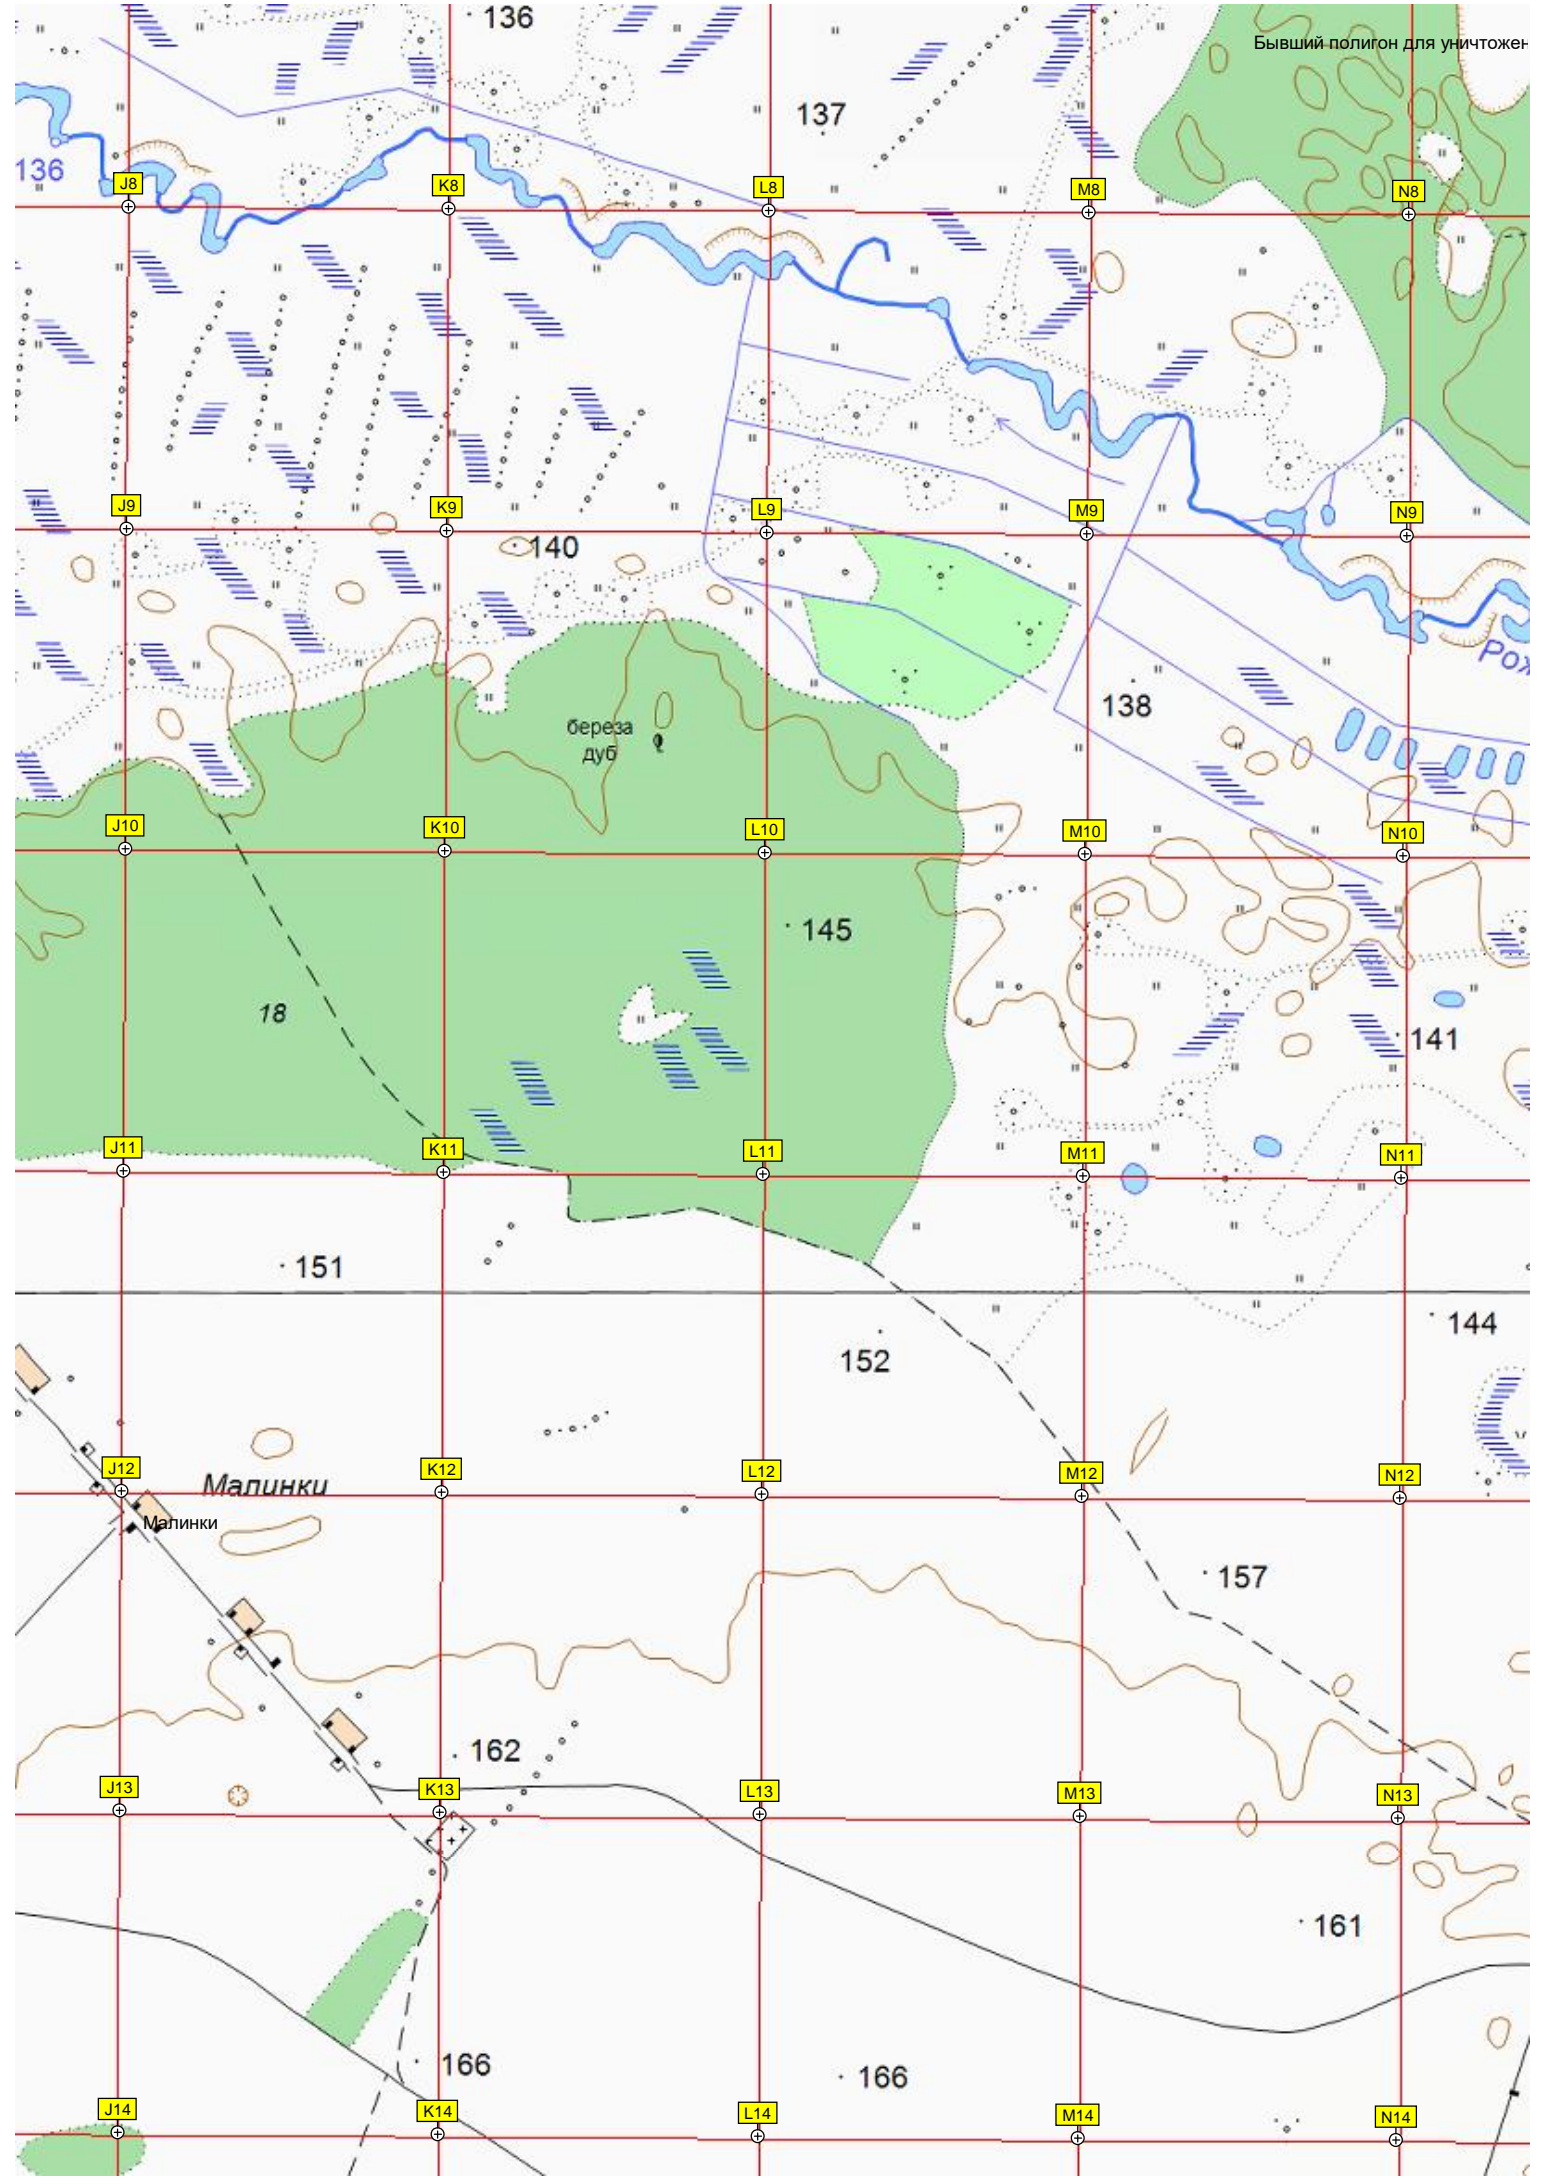 136
Бывший полигон для уничтожен
137
136
J8
K8
L8
M8
N8
J9
K9
L9
M9
N9
140
Рож
138
береза
дуб
J10
K10
L10
M10
N10
145
18
141
J11
K11
L11
M11
N11
151
144
152
J12
K12
L12
M12
N12
Малинки
Малинки
157
162
J13
K13
L13
M13
N13
161
166
166
J14
K14
L14
M14
N14